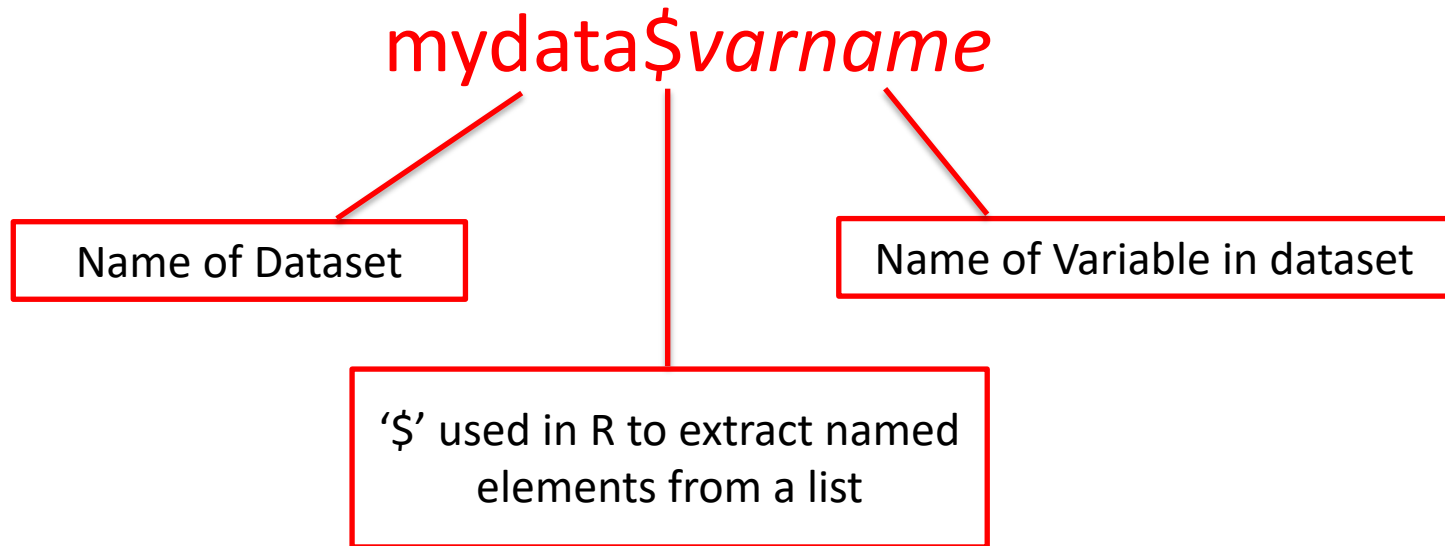 mydata$varname
Name of Dataset
Name of Variable in dataset
‘$’ used in R to extract named
elements from a list